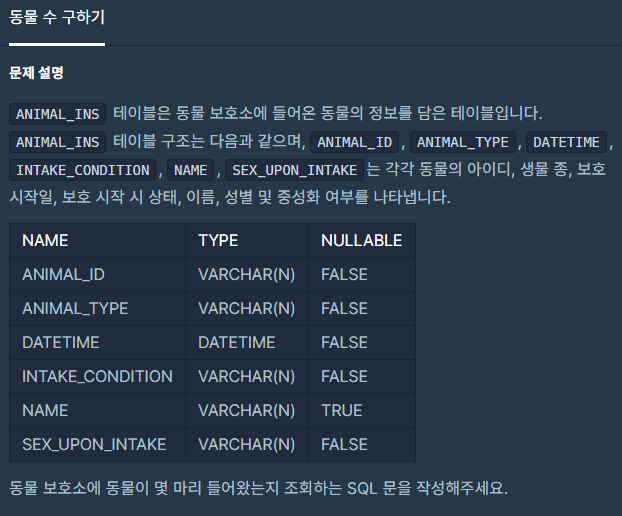 동물 수 구하기
문제 설명
ANIMAL_INS 테이블은 동물 보호소에 들어온 동물의 정보를 담은 테이블입니다.
ANIMAL_INS 테이블 구조는 다음과 같으며, ANIMAL_ID , ANIMAL_TYPE , DATETIME ,
INTAKE_CONDITION , NAME , SEX_UPON_INTAKE 는 각각 동물의 아이디, 생물 종, 보호
시작일, 보호 시작 시 상태, 이름, 성별 및 중성화 여부를 나타냅니다.
NAME TYPE NULLABLE
ANIMAL_ID VARCHAR(N) FALSE
ANIMAL_TYPE VARCHAR(N) FALSE
DATETIME DATETIME FALSE
INTAKE_CONDITION VARCHAR(N) FALSE
NAME VARCHAR(N) TRUE
SEX_UPON_INTAKE VARCHAR(N) FALSE
동물 보호소에 동물이 몇 마리 들어왔는지 조회하는 SQL 문을 작성해주세요.